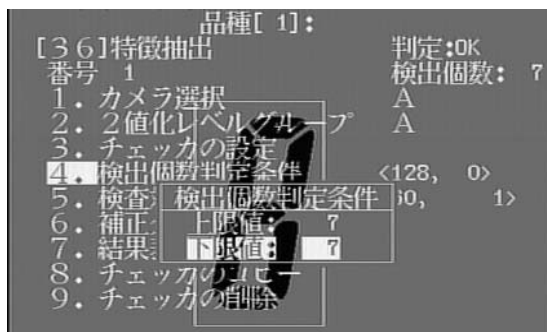 品種[ 1]:
[36]特徴抽出
判定:OK
番号 1
検出個数: 7
1. カメラ選択 A
2. 2値化レベルグループ A
3. チェッカの設定
4. 検出個数判定条件 <128, 0>
5. 検査 60, 1>
検出個数判定条件
6. 補正
上限値: 7
7. 結果
下限値: 7
8. チェッカのコピー
9. チェッカの削除